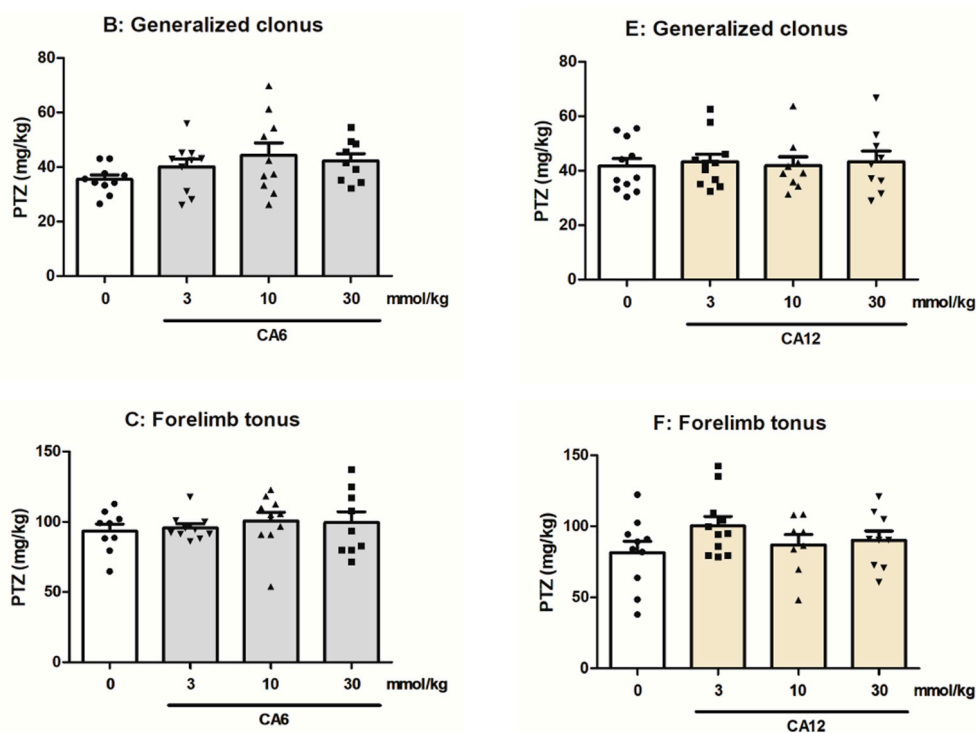 B: Generalized clonus
80
60
40
20
0
PTZ (mg/kg)
0 3 10 30 mmol/kg
CA6
E: Generalized clonus
80
60
40
20
0
PTZ (mg/kg)
0 3 10 30 mmol/kg
CA12
C: Forelimb tonus
150
100
50
0
PTZ (mg/kg)
0 3 10 30 mmol/kg
CA6
F: Forelimb tonus
150
100
50
0
PTZ (mg/kg)
0 3 10 30 mmol/kg
CA12